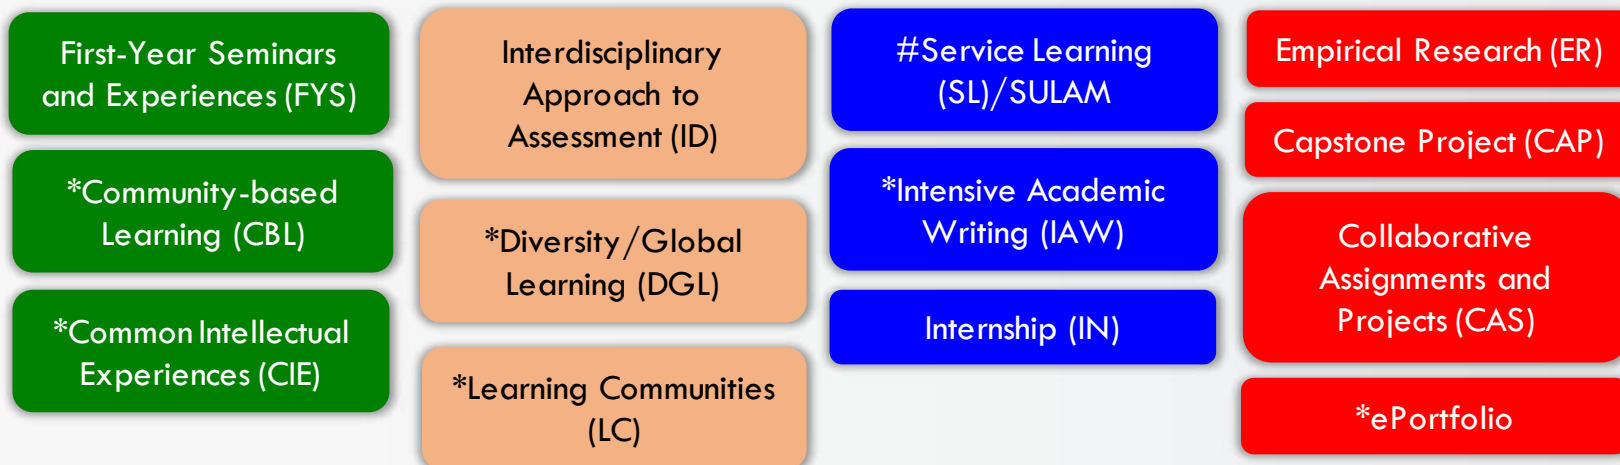 First-Year Seminars
and Experiences (FYS)
*Community-based
Learning (CBL)
*Common Intellectual
Experiences (CIE)
Interdisciplinary
Approach to
Assessment (ID)
*Diversity/Global
Learning (DGL)
*Learning Communities
(LC)
#Service Learning
(SL)/SULAM
*Intensive Academic
Writing (IAW)
Internship (IN)
Empirical Research (ER)
Capstone Project (CAP)
Collaborative
Assignments and
Projects (CAS)
*ePortfolio